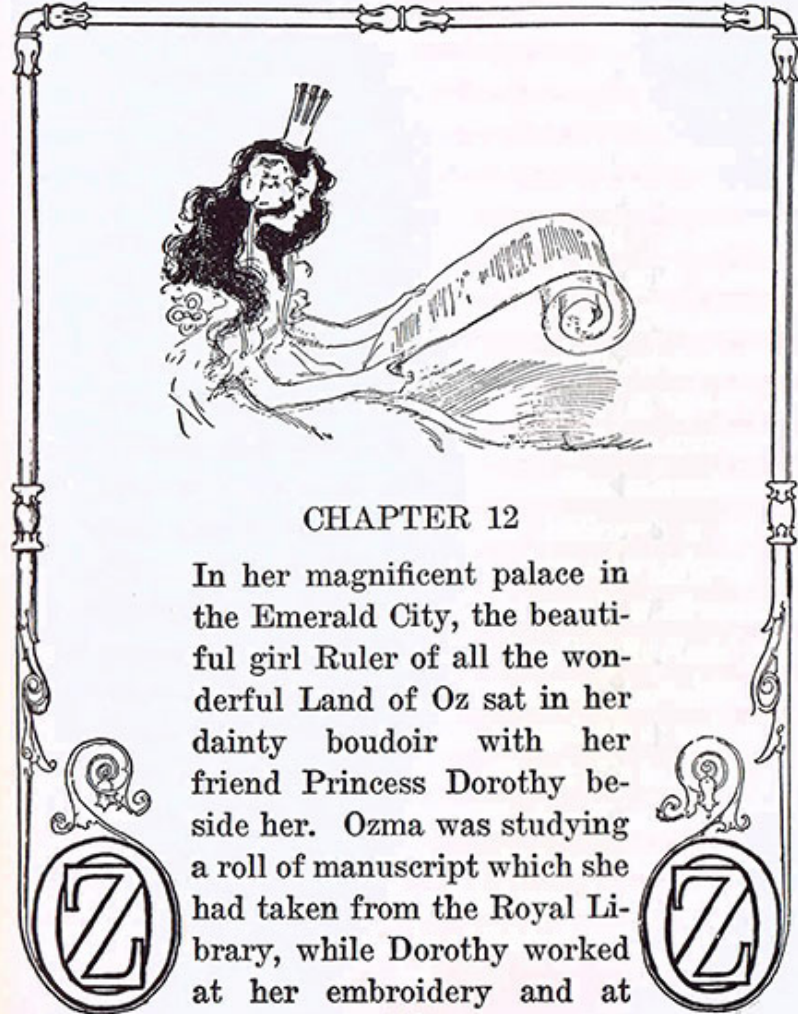 CHAPTER 12
In her magnificent palace in
the Emerald City, the beauti-
ful girl Ruler of all the won-
derful Land of Oz sat in her
dainty boudoir with her
friend Princess Dorothy be-
side her. Ozma was studying
a roll of manuscript which she
had taken from the Royal Li-
brary, while Dorothy worked
at her embroidery and at
OZ
OZ